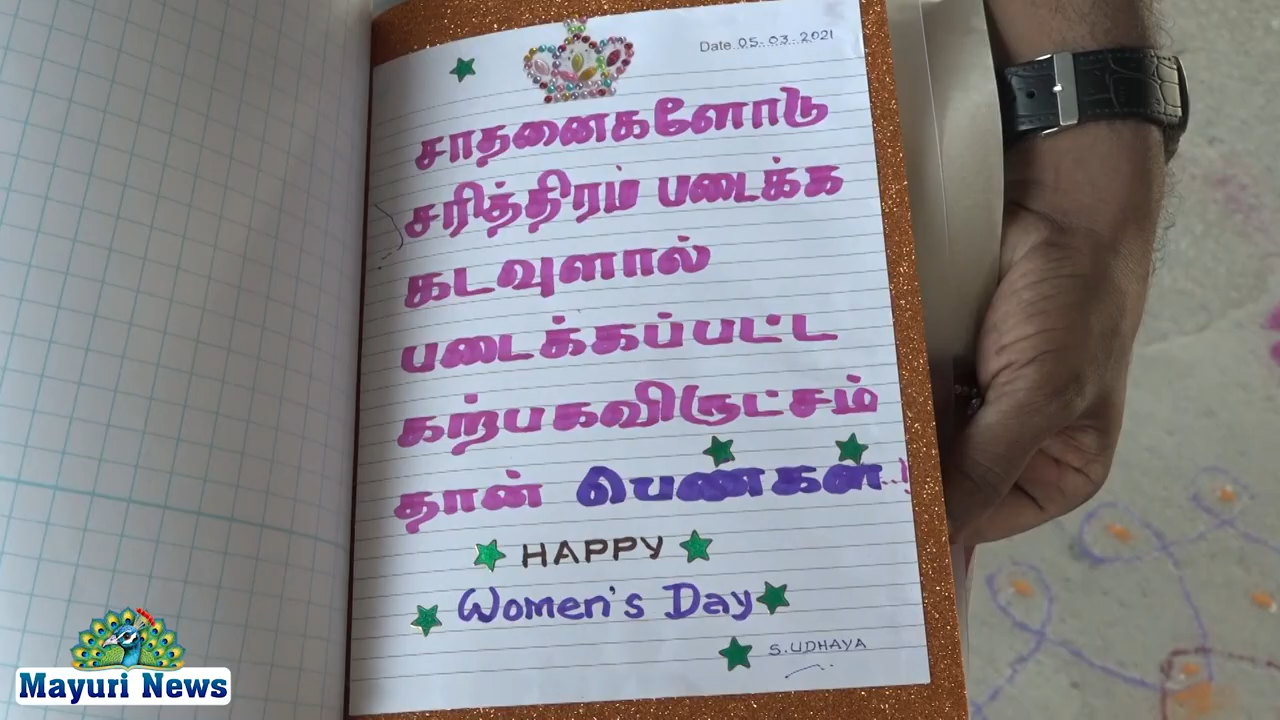 Date 05-03-2021
சாதனைகளோடு
சரித்திரம் படைக்க
கடவுளால்
படைக்கப்பட்ட
கற்பகவிருட்சம்
தான் பெண்கள்..!
HAPPY
Women's Day
S.UDHAYA
Mayuri News